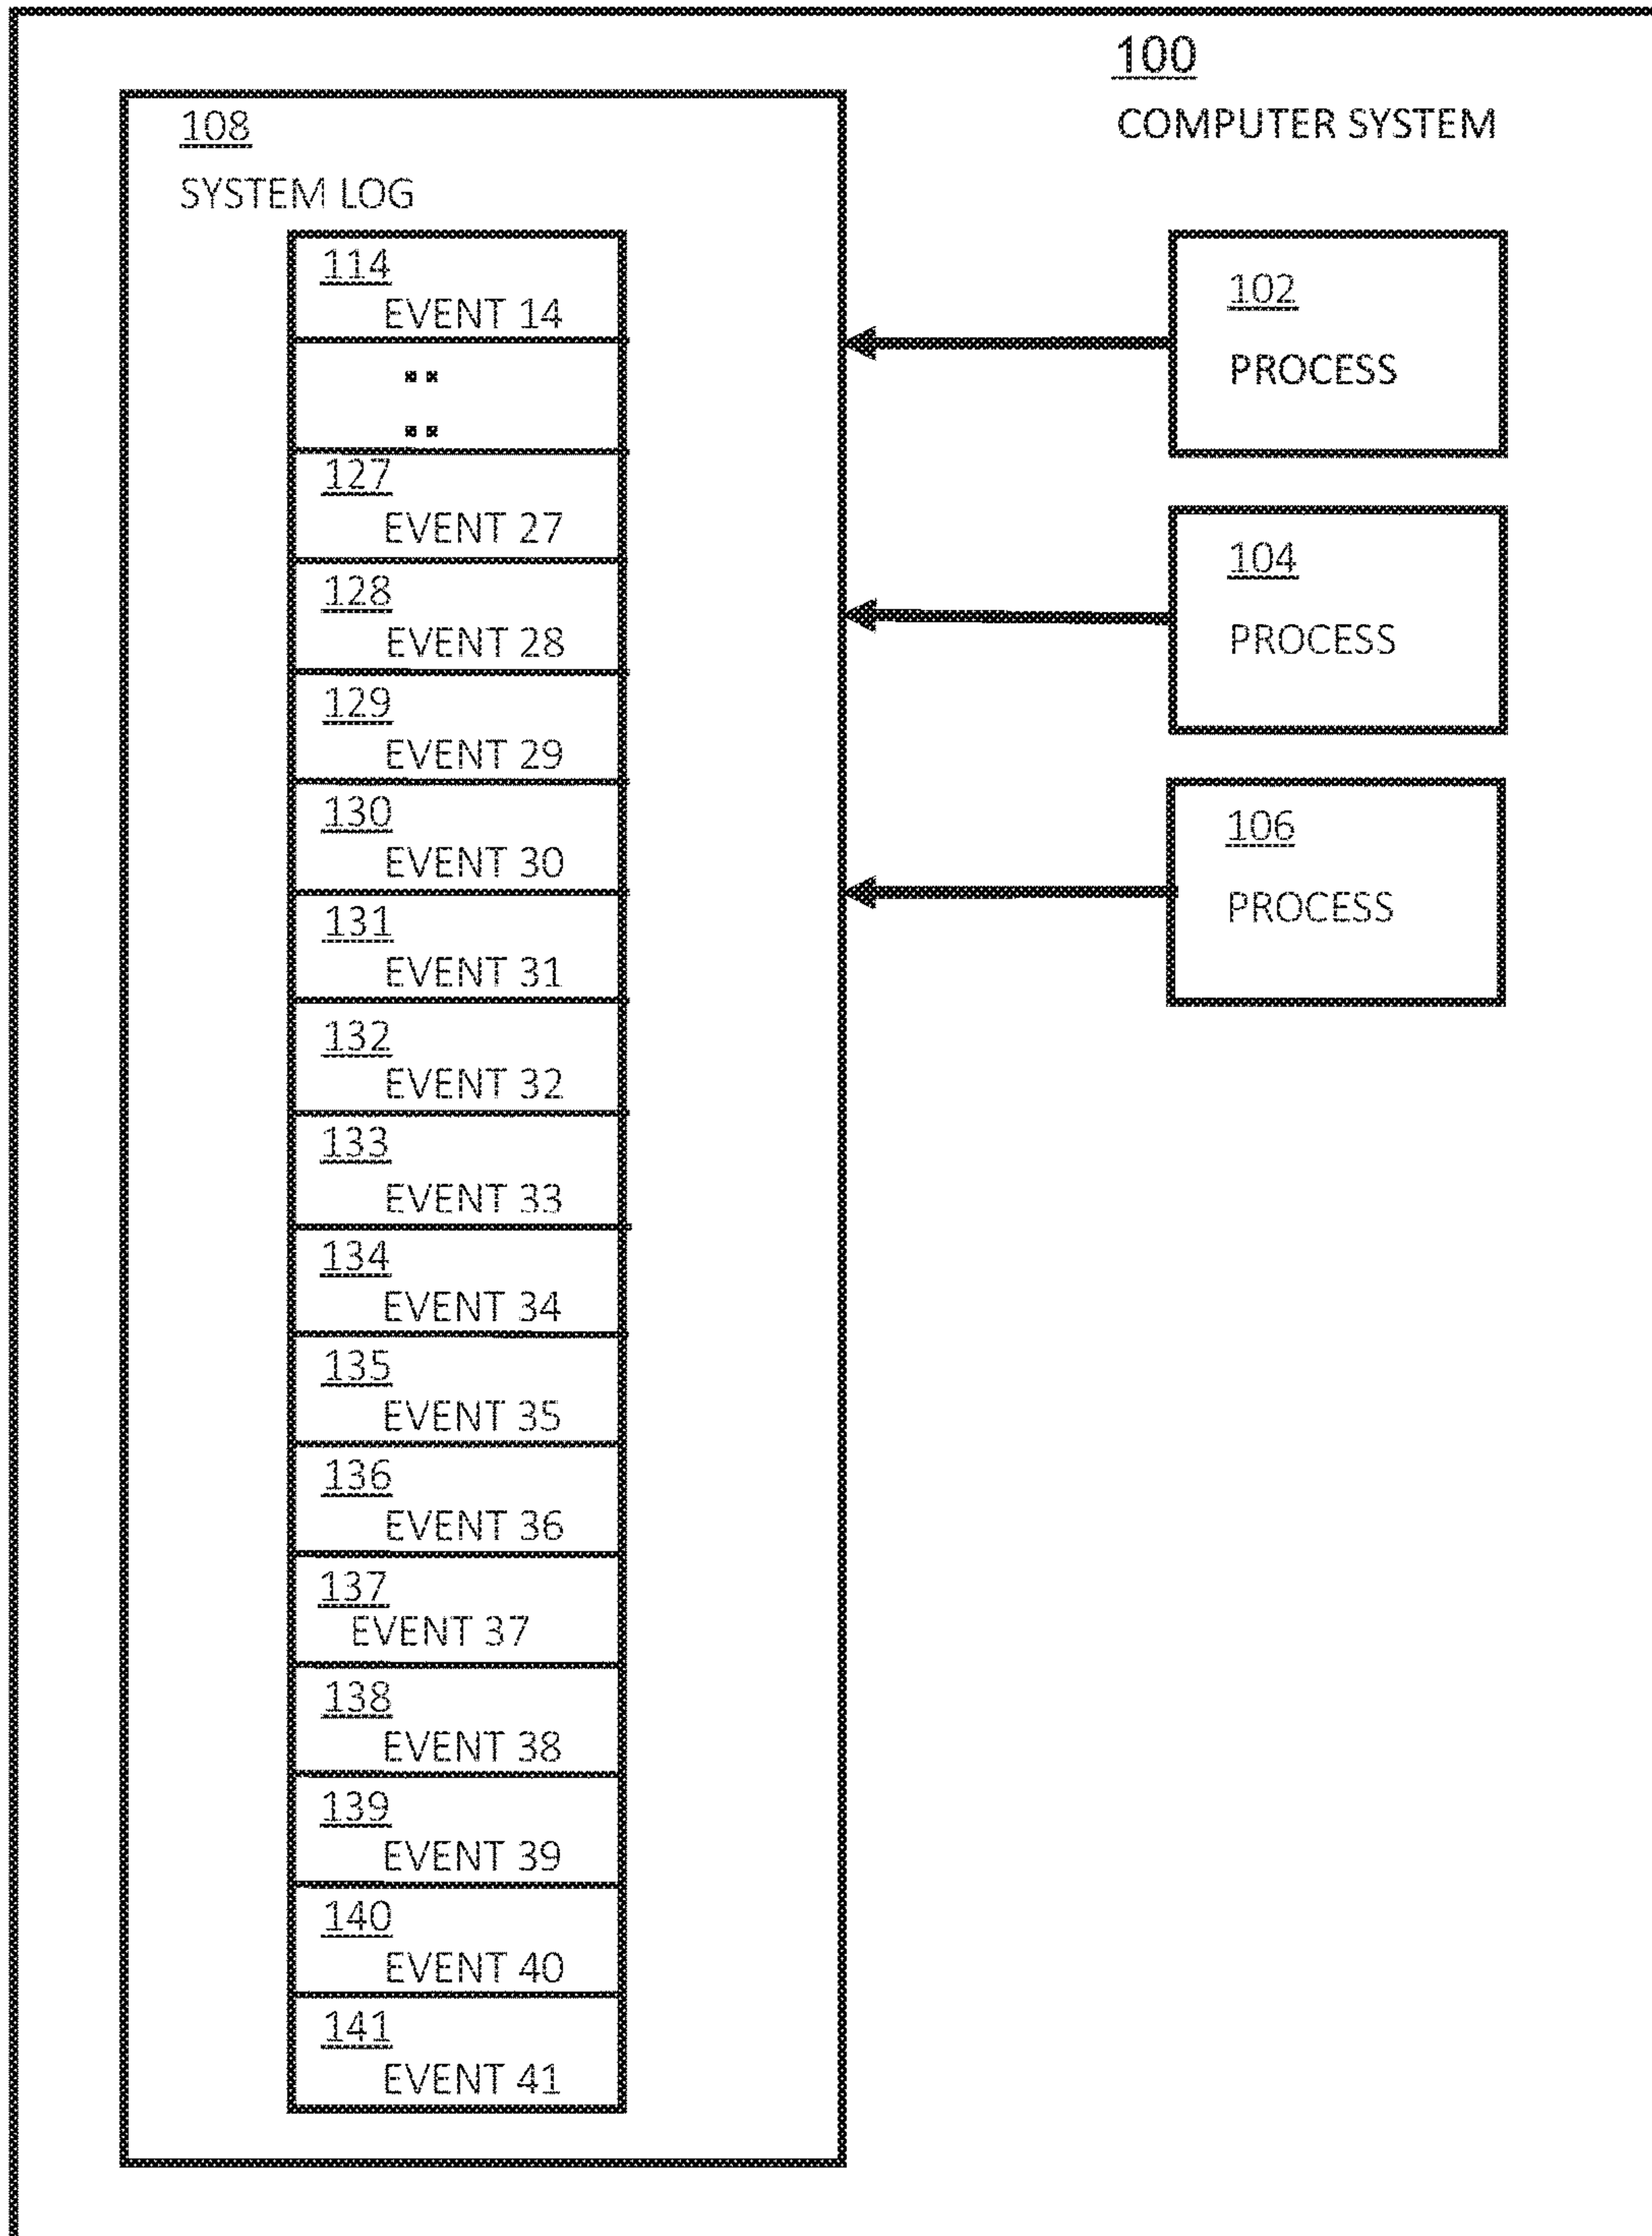 100
COMPUTER SYSTEM
108
SYSTEM LOG
114
EVENT 14
..
..
127
EVENT 27
128
EVENT 28
129
EVENT 29
130
EVENT 30
131
EVENT 31
132
EVENT 32
133
EVENT 33
134
EVENT 34
135
EVENT 35
136
EVENT 36
137
EVENT 37
138
EVENT 38
139
EVENT 39
140
EVENT 40
141
EVENT 41
102
PROCESS
104
PROCESS
106
PROCESS